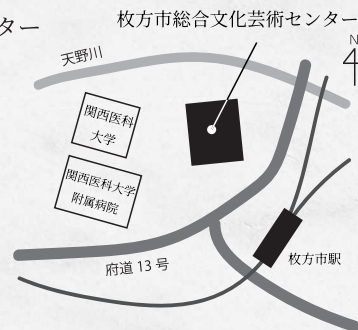 ター
枚方市総合文化芸術センター
N
天野川
関西医科
大学
関西医科大学
附属病院
枚方市駅
府道 13 号